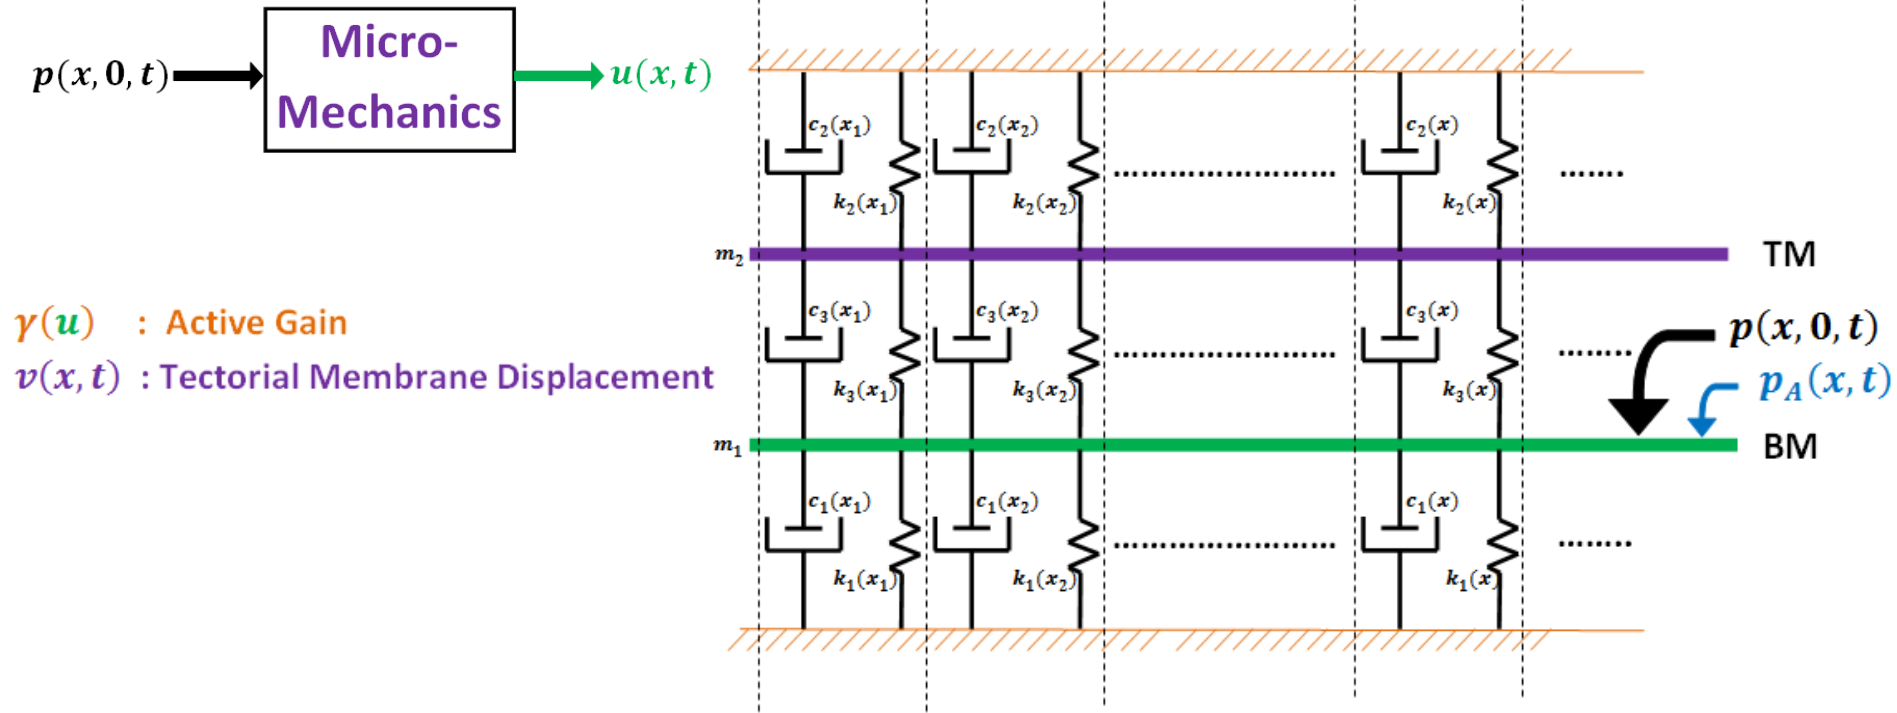 p(x, 0, t)
Micro-
Mechanics
u(x, t)
γ(u) : Active Gain
v(x, t) : Tectorial Membrane Displacement
c₂(x₁) c₂(x₂) c₂(x)
k₂(x₁) k₂(x₂) ........................ k₂(x) .......
m₂ TM
c₃(x₁) c₃(x₂) c₃(x)
p(x, 0, t)
k₃(x₁) k₃(x₂) ........................ k₃(x) ........
p_A(x, t)
m₁ BM
c₁(x₁) c₁(x₂) c₁(x)
k₁(x₁) k₁(x₂) ........................ k₁(x) ........